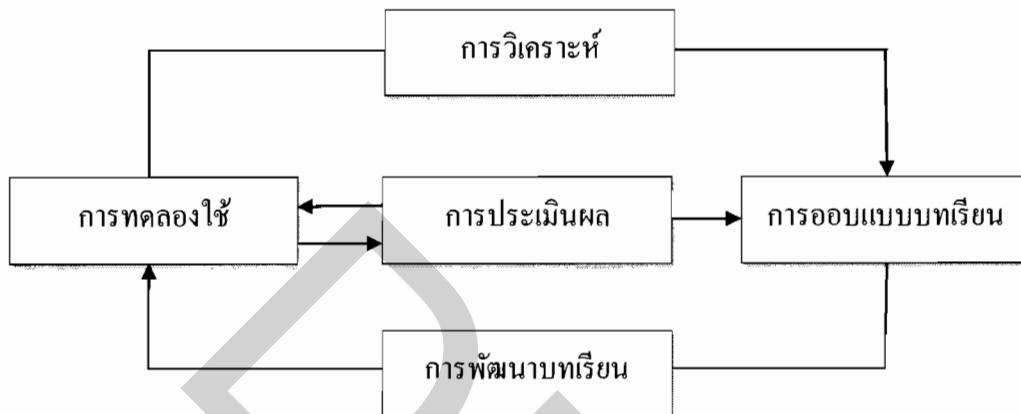 การวิเคราะห์
การทดลองใช้
การประเมินผล
การออบแบบบทเรียน
การพัฒนาบทเรียน